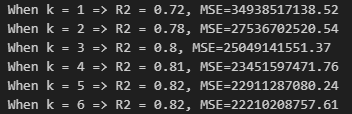 When k = 1 => R2 = 0.72, MSE=34938517138.52
When k = 2 => R2 = 0.78, MSE=27536702520.54
When k = 3 => R2 = 0.8, MSE=25049141551.37
When k = 4 => R2 = 0.81, MSE=23451597471.76
When k = 5 => R2 = 0.82, MSE=22911287080.24
When k = 6 => R2 = 0.82, MSE=22210208757.61